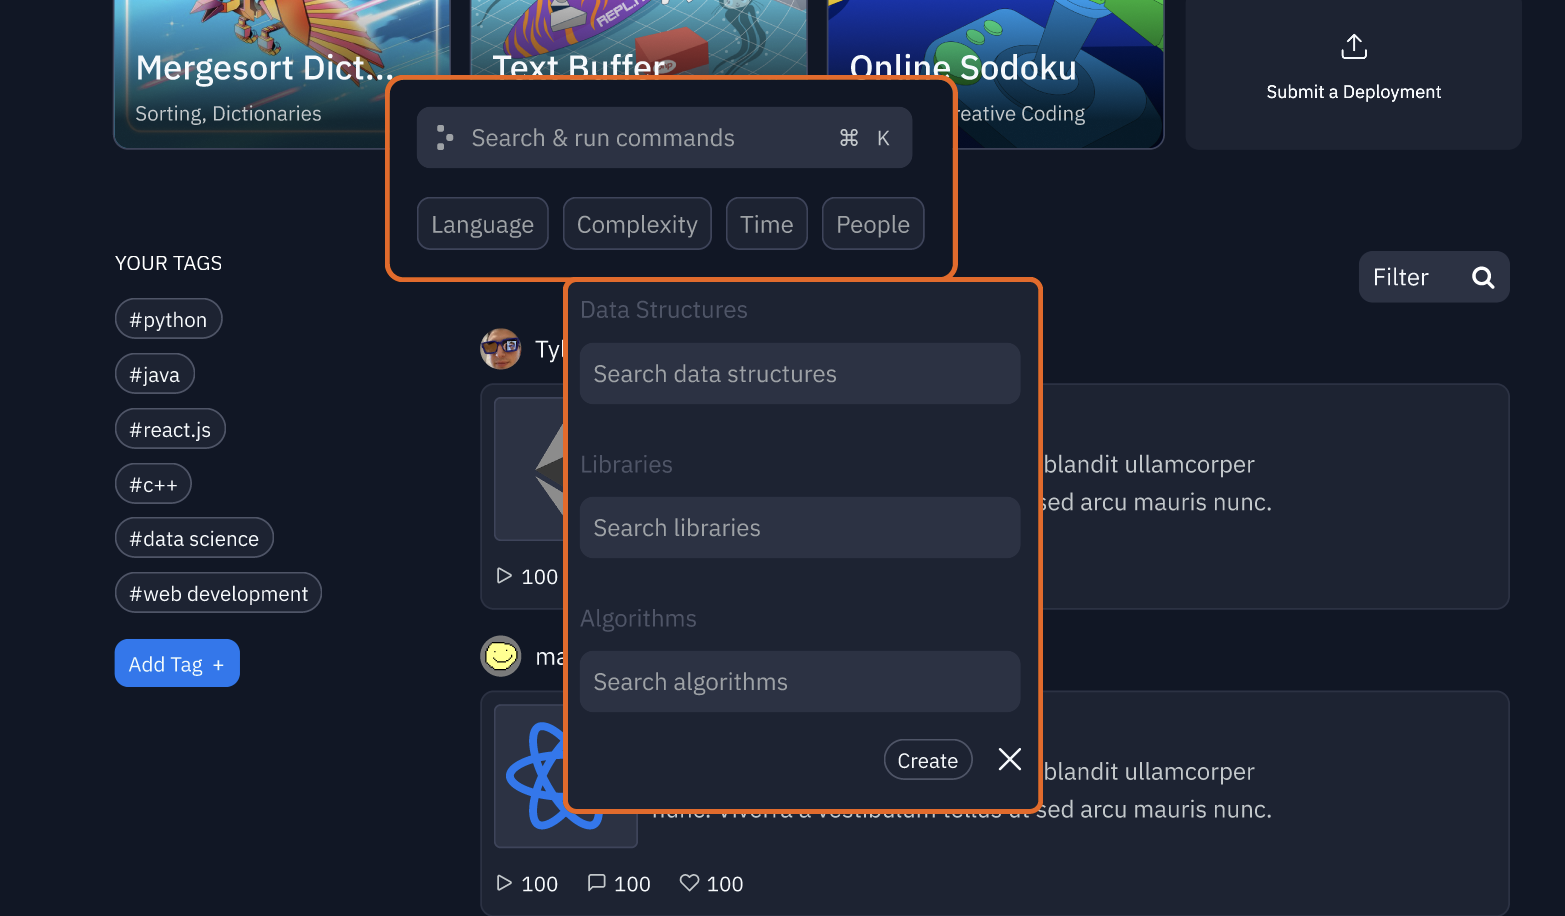 Mergesort Dict...
Sorting, Dictionaries
REPLIT
Text Buffer
Online Sodoku
reative Coding
Submit a Deployment
Search & run commands ⌘ K
Language
Complexity
Time
People
YOUR TAGS
#python
#java
#react.js
#c++
#data science
#web development
Add Tag +
Filter
Tyl
Data Structures
Search data structures
Libraries
Search libraries
Algorithms
Search algorithms
Create
blandit ullamcorper
sed arcu mauris nunc.
100
ma
blandit ullamcorper
nunc. Viverra a vestibulum tellus ut sed arcu mauris nunc.
100
100
100